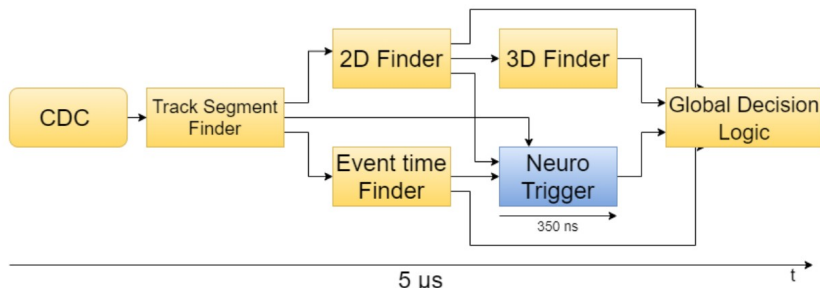 2D Finder
3D Finder
CDC
Track Segment
Finder
Global Decision
Logic
Event time
Finder
Neuro
Trigger
350 ns
5 μs
t